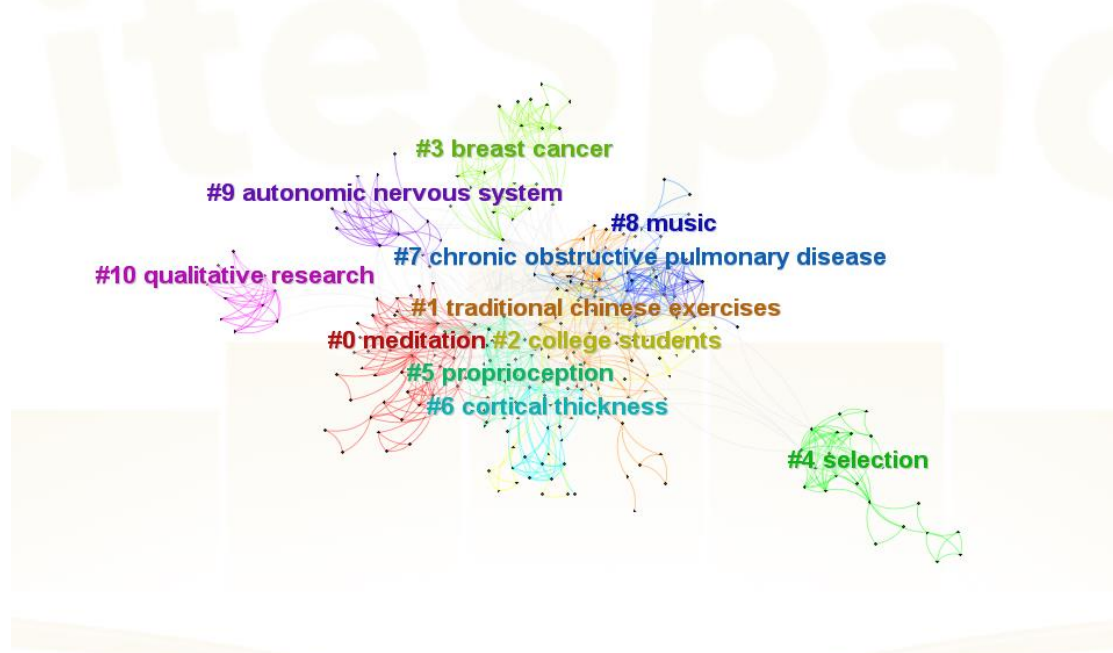 citespac
#3 breast cancer
#9 autonomic nervous system
#8 music
#7 chronic obstructive pulmonary disease
#10 qualitative research
#1 traditional chinese exercises
#0 meditation #2 college students
#5 proprioception
#6 cortical thickness
#4 selection